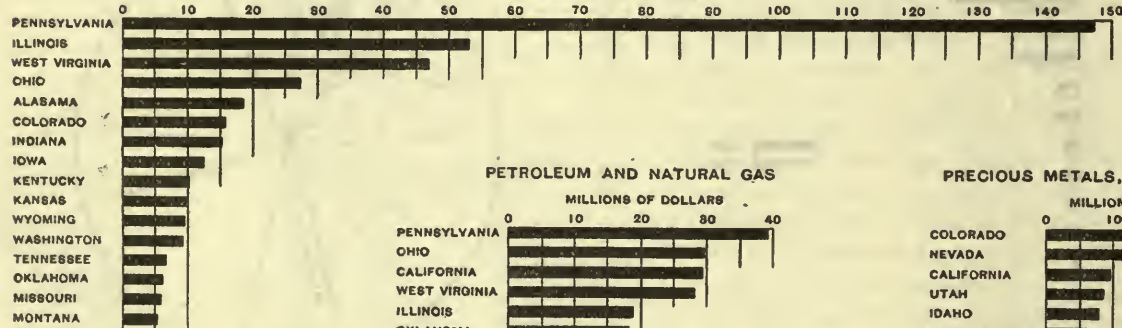 0 10 20 30 40 50 60 70 80 90 100 110 120 130 140 150
PENNSYLVANIA
ILLINOIS
WEST VIRGINIA
OHIO
ALABAMA
COLORADO
INDIANA
IOWA
KENTUCKY
KANSAS
WYOMING
WASHINGTON
TENNESSEE
OKLAHOMA
MISSOURI
MONTANA
PETROLEUM AND NATURAL GAS
MILLIONS OF DOLLARS
0 10 20 30 40
PENNSYLVANIA
OHIO
CALIFORNIA
WEST VIRGINIA
ILLINOIS
OKLAHOMA
PRECIOUS METALS,
MILLION
0 10
COLORADO
NEVADA
CALIFORNIA
UTAH
IDAHO